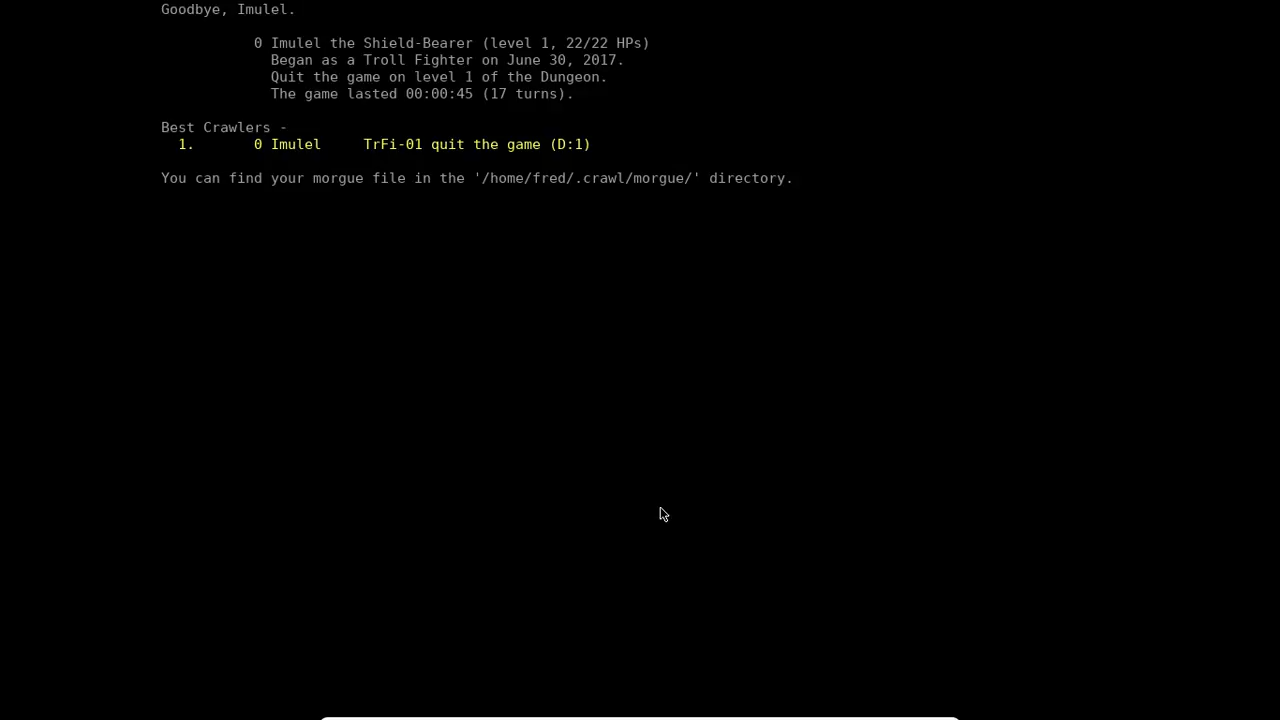 Goodbye, Imulel.
0 Imulel the Shield-Bearer (level 1, 22/22 HPs)
Began as a Troll Fighter on June 30, 2017.
Quit the game on level 1 of the Dungeon.
The game lasted 00:00:45 (17 turns).
Best Crawlers -
1. 0 Imulel TrFi-01 quit the game (D:1)
You can find your morgue file in the '/home/fred/.crawl/morgue/' directory.